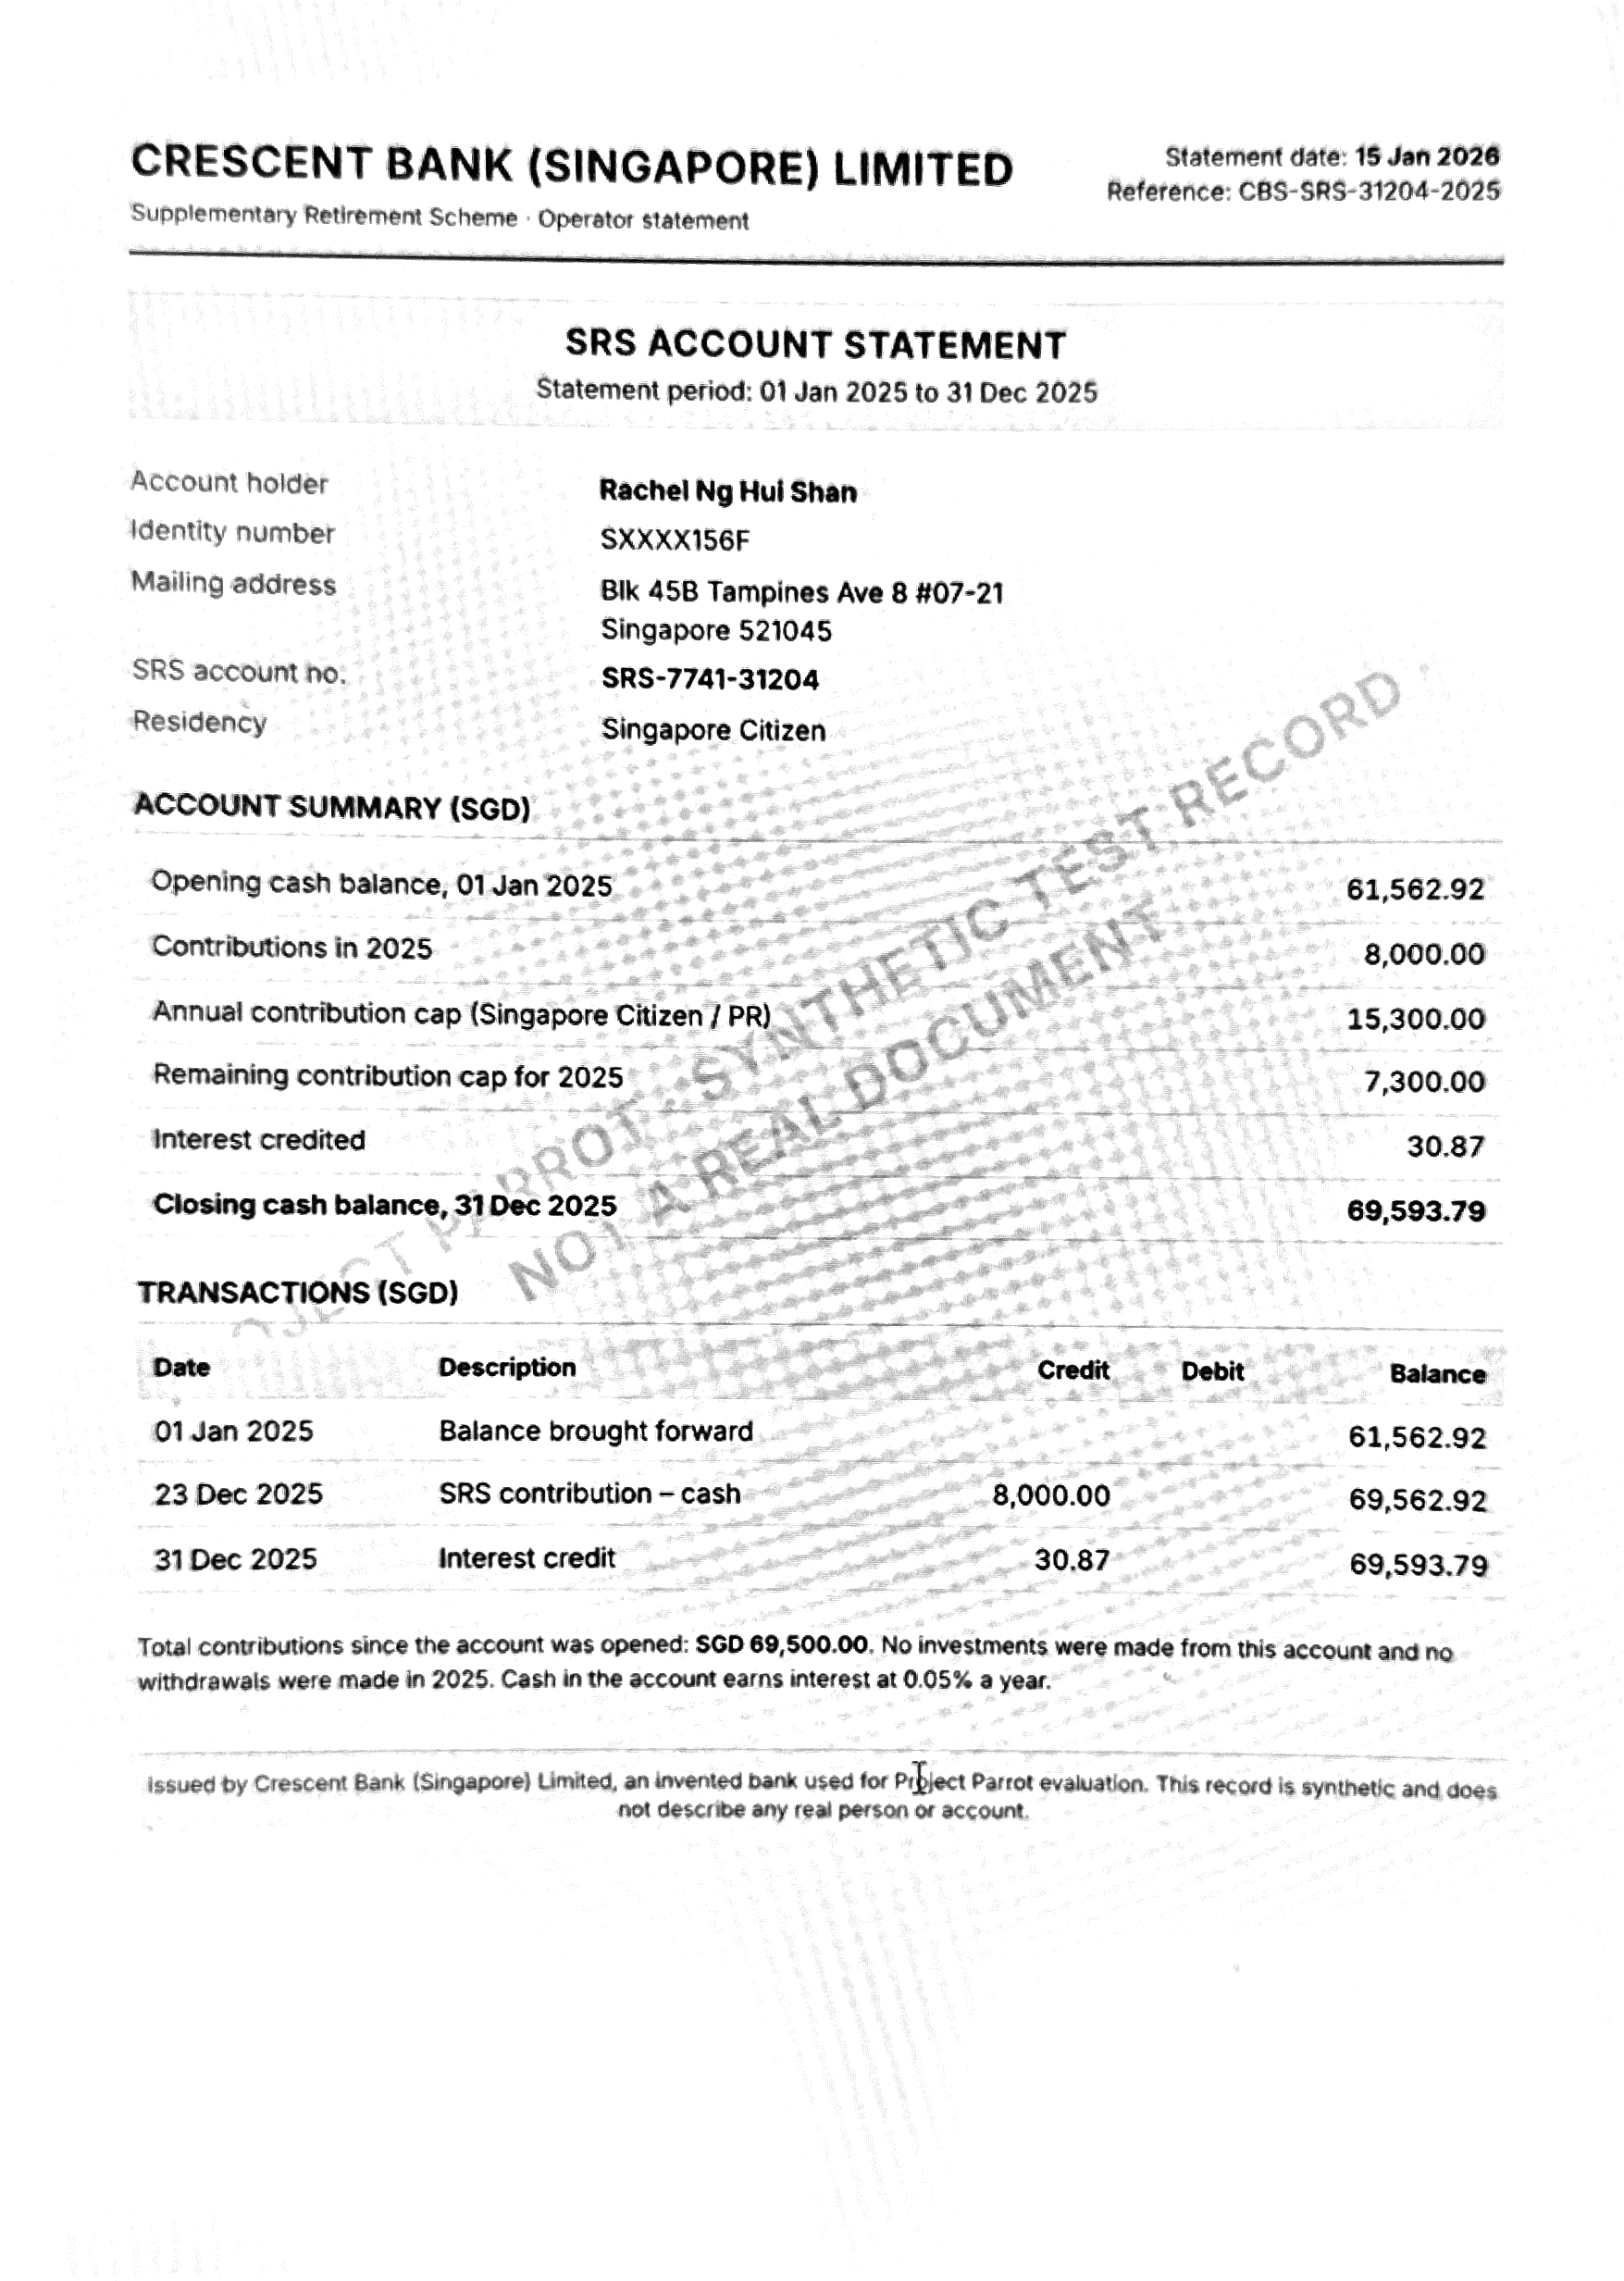 CRESCENT BANK (SINGAPORE) LIMITED
Supplementary Retirement Scheme · Operator statement
Statement date: 15 Jan 2026
Reference: CBS-SRS-31204-2025
SRS ACCOUNT STATEMENT
Statement period: 01 Jan 2025 to 31 Dec 2025
Account holder Rachel Ng Hui Shan
Identity number SXXXX156F
Mailing address Blk 45B Tampines Ave 8 #07-21
Singapore 521045
SRS account no. SRS-7741-31204
Residency Singapore Citizen
ACCOUNT SUMMARY (SGD)
Opening cash balance, 01 Jan 2025 61,562.92
Contributions in 2025 8,000.00
Annual contribution cap (Singapore Citizen / PR) 15,300.00
Remaining contribution cap for 2025 7,300.00
Interest credited 30.87
Closing cash balance, 31 Dec 2025 69,593.79
TRANSACTIONS (SGD)
Date Description Credit Debit Balance
01 Jan 2025 Balance brought forward 61,562.92
23 Dec 2025 SRS contribution – cash 8,000.00 69,562.92
31 Dec 2025 Interest credit 30.87 69,593.79
Total contributions since the account was opened: SGD 69,500.00. No investments were made from this account and no
withdrawals were made in 2025. Cash in the account earns interest at 0.05% a year.
Issued by Crescent Bank (Singapore) Limited, an invented bank used for Project Parrot evaluation. This record is synthetic and does
not describe any real person or account.
PARROT · SYNTHETIC TEST RECORD
NOT A REAL DOCUMENT